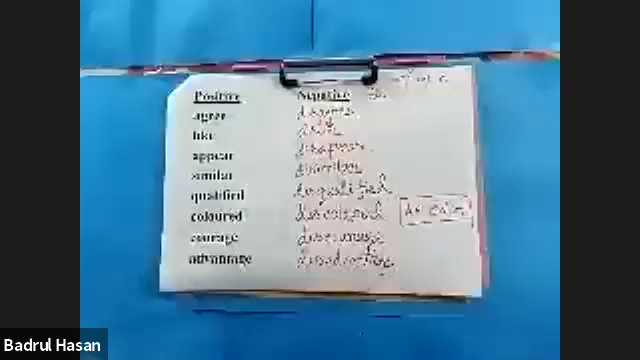 Positive Negative
agree disagree
like dislike
appear disappear
similar dissimilar
qualified disqualified
coloured discoloured
courage discourage
advantage disadvantage
Badrul Hasan